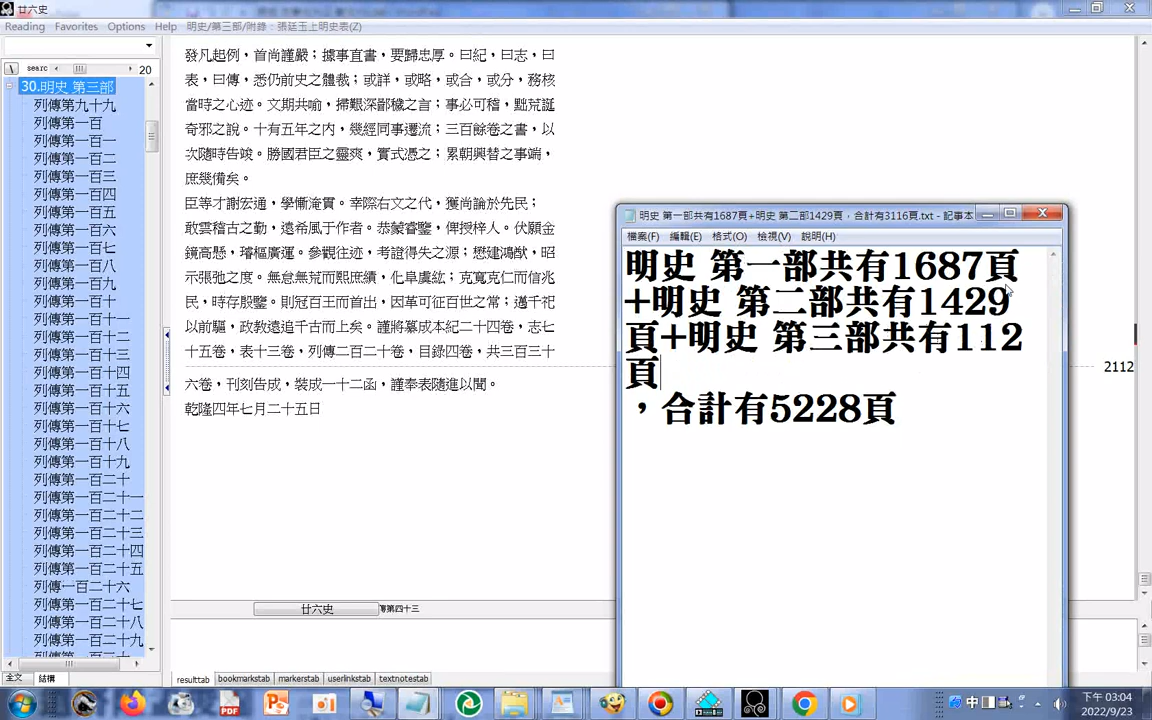 廿六史
Reading Favorites Options Help 明史/第三部/附錄：張廷玉上明史表(Z)
searc 20
30.明史 第三部
列傳第九十九
列傳第一百
列傳第一百一
列傳第一百二
列傳第一百三
列傳第一百四
列傳第一百五
列傳第一百六
列傳第一百七
列傳第一百八
列傳第一百九
列傳第一百十
列傳第一百十一
列傳第一百十二
列傳第一百十三
列傳第一百十四
列傳第一百十五
列傳第一百十六
列傳第一百十七
列傳第一百十八
列傳第一百十九
列傳第一百二十
列傳第一百二十一
列傳第一百二十二
列傳第一百二十三
列傳第一百二十四
列傳第一百二十五
列傳一百二十六
列傳第一百二十七
列傳第一百二十八
列傳第一百二十九
全文 結構
發凡起例，首尚謹嚴；據事直書，要歸忠厚。曰紀，曰志，曰
表，曰傳，悉仍前史之體裁；或詳，或略，或合，或分，務核
當時之心迹。文期共喻，掃艱深鄙穢之言；事必可稽，黜荒誕
奇邪之說。十有五年之內，幾經同事遷流；三百餘卷之書，以
次隨時告竣。勝國君臣之靈爽，實式憑之；累朝興替之事端，
庶幾備矣。
臣等才謝宏通，學慚淹貫。幸際右文之代，獲尚論於先民；
敢雲稽古之勤，遠希風于作者。恭蒙睿鑒，俾授梓人。伏願金
鏡高懸，璿樞廣運。參觀往迹，考證得失之源；懋建鴻猷，昭
示張弛之度。無怠無荒而熙庶績，化阜虞絃；克寬克仁而信兆
民，時存殷鑒。則冠百王而首出，因革可征百世之常；邁千祀
以前驅，政教遠追千古而上矣。謹將纂成本紀二十四卷，志七
十五卷，表十三卷，列傳二百二十卷，目錄四卷，共三百三十
2112
六卷，刊刻告成，裝成一十二函，謹奉表隨進以聞。
乾隆四年七月二十五日
廿六史 傳第四十三
resulttab bookmarkstab markerstab userlinkstab textnotestab
明史 第一部共有1687頁+明史 第二部1429頁，合計有3116頁.txt - 記事本
檔案(F) 編輯(E) 格式(O) 檢視(V) 說明(H)
明史 第一部共有1687頁
+明史 第二部共有1429
頁+明史 第三部共有112
頁
，合計有5228頁
中
下午 03:04
2022/9/23